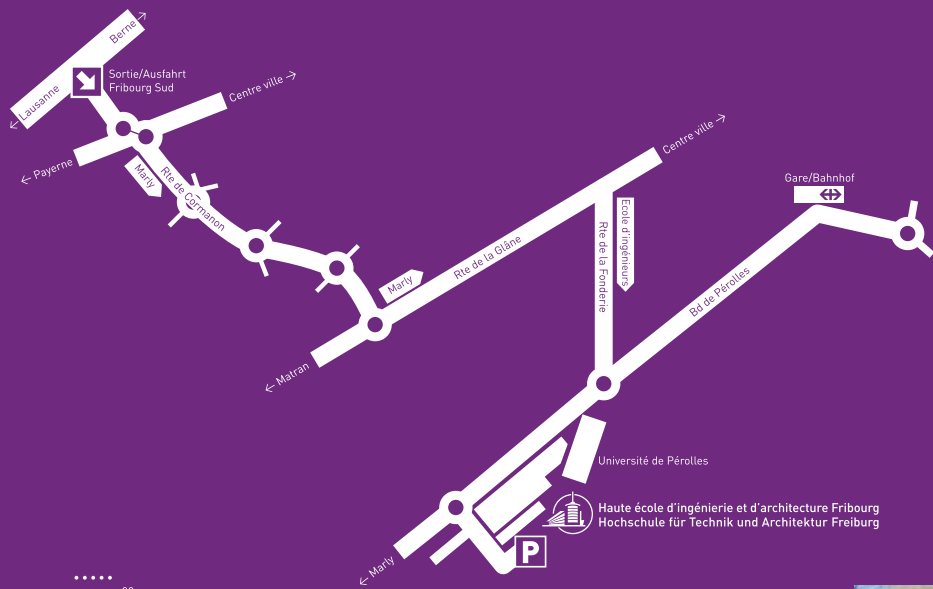 Berne →
← Lausanne
Sortie/Ausfahrt
Fribourg Sud
Centre ville →
← Payerne
Marly
Rte de Cormanon
Centre ville →
Gare/Bahnhof
Ecole d'ingénieurs
Rte de la Fonderie
Rte de la Glâne
Marly
Bd de Pérolles
← Matran
Université de Pérolles
Haute école d'ingénierie et d'architecture Fribourg
Hochschule für Technik und Architektur Freiburg
P
← Marly